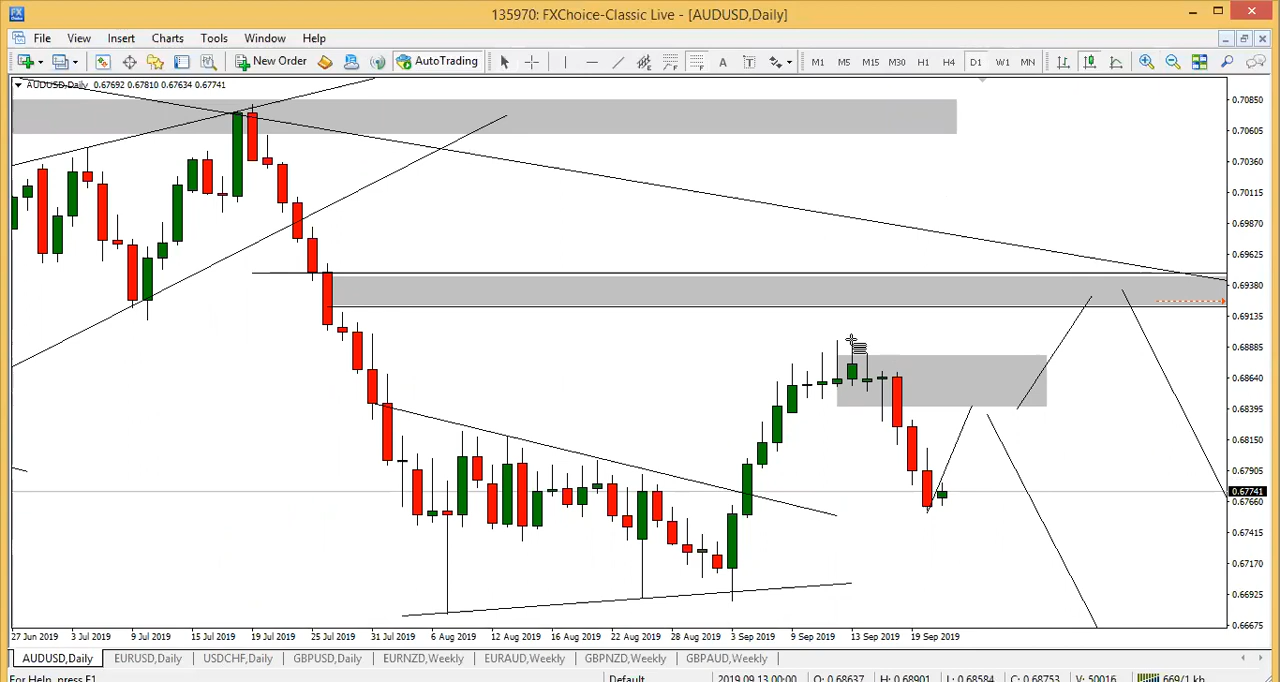 135970: FXChoice-Classic Live - [AUDUSD,Daily]
File View Insert Charts Tools Window Help
New Order AutoTrading A T M1 M5 M15 M30 H1 H4 D1 W1 MN
AUDUSD,Daily 0.67692 0.67810 0.67634 0.67741
0.70850
0.70605
0.70360
0.70115
0.69870
0.69625
0.69380
0.69135
0.68885
0.68640
0.68395
0.68150
0.67905
0.67741
0.67660
0.67415
0.67170
0.66925
0.66675
27 Jun 2019 3 Jul 2019 9 Jul 2019 15 Jul 2019 19 Jul 2019 25 Jul 2019 31 Jul 2019 6 Aug 2019 12 Aug 2019 16 Aug 2019 22 Aug 2019 28 Aug 2019 3 Sep 2019 9 Sep 2019 13 Sep 2019 19 Sep 2019
AUDUSD,Daily EURUSD,Daily USDCHF,Daily GBPUSD,Daily EURNZD,Weekly EURAUD,Weekly GBPNZD,Weekly GBPAUD,Weekly
For Help, press F1 Default 2019.09.13 00:00 O: 0.68637 H: 0.68901 L: 0.68584 C: 0.68753 V: 50016 669/1 kb